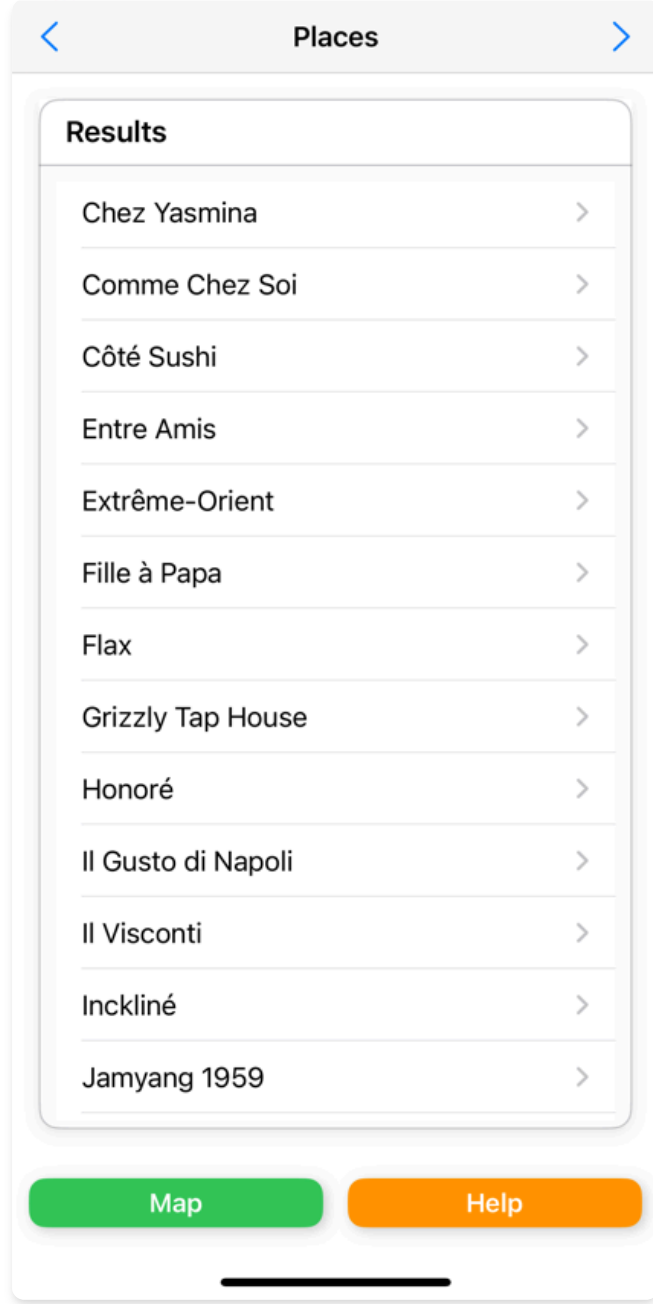 Places
Results
Chez Yasmina
Comme Chez Soi
Côté Sushi
Entre Amis
Extrême-Orient
Fille à Papa
Flax
Grizzly Tap House
Honoré
Il Gusto di Napoli
Il Visconti
Inckliné
Jamyang 1959
Map
Help